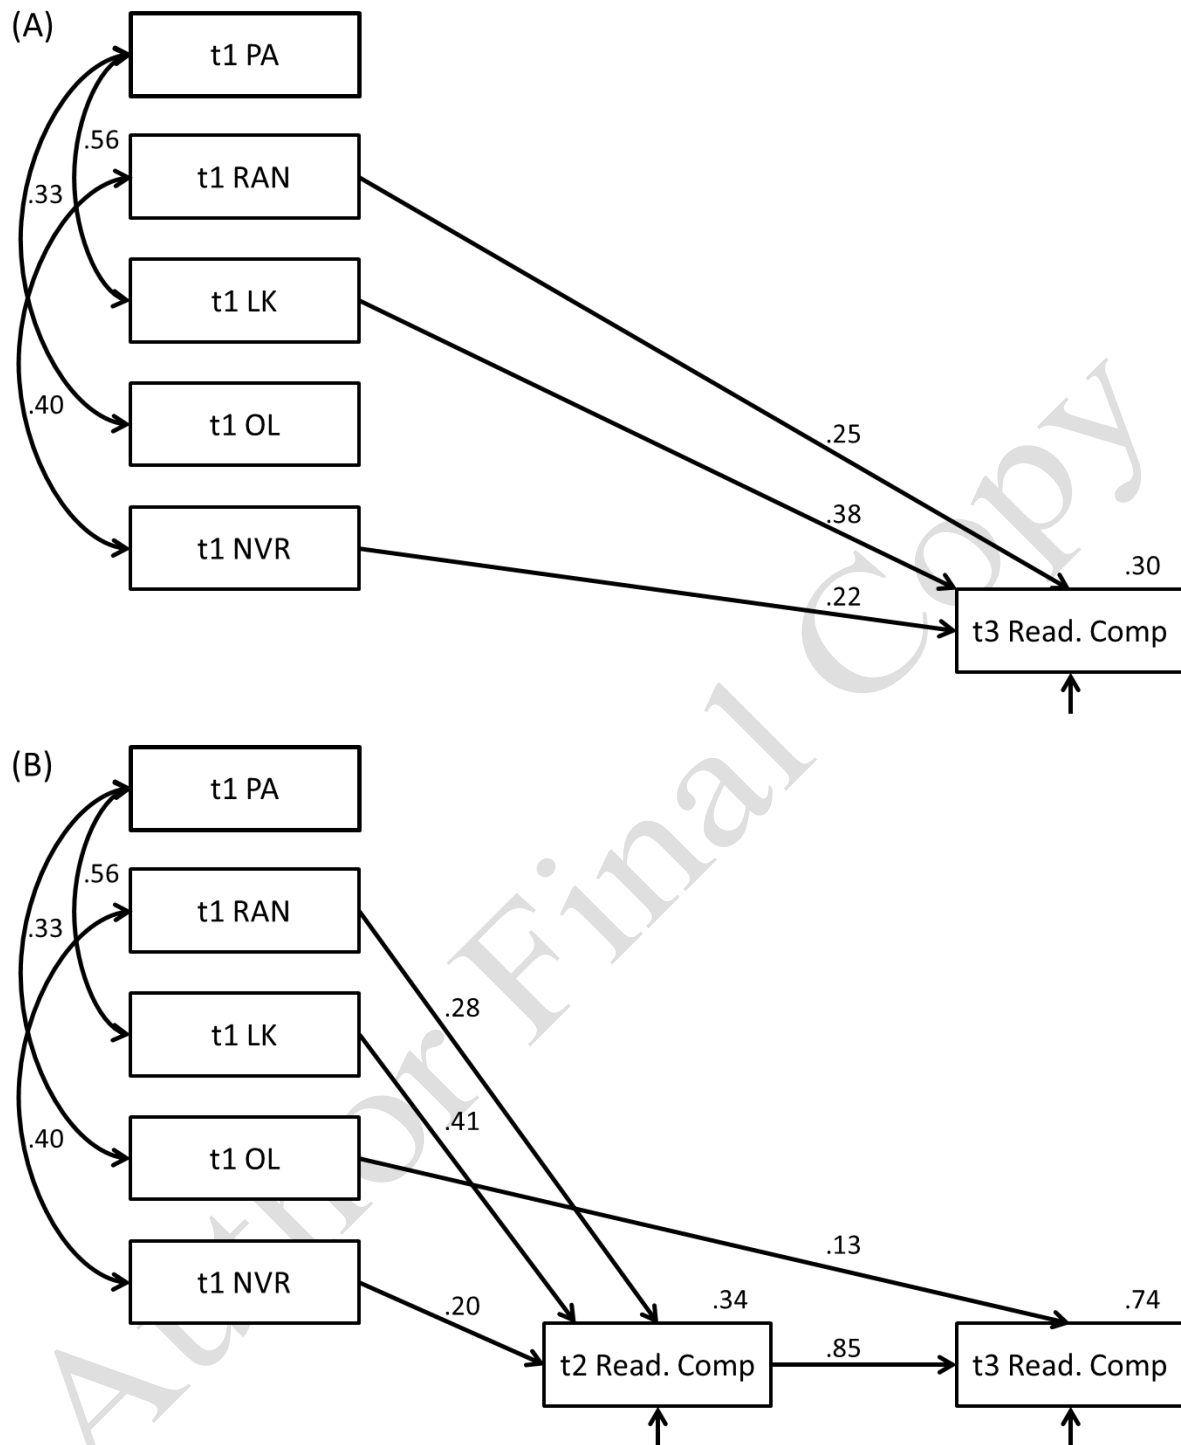 (A)
t1 PA
.56
t1 RAN
.33
t1 LK
.40
t1 OL
.25
.38
t1 NVR
.30
.22
t3 Read. Comp
(B)
t1 PA
.56
t1 RAN
.33
t1 LK
.28
.41
.40
t1 OL
.13
t1 NVR
.20
.34
.74
t2 Read. Comp
.85
t3 Read. Comp
Author Final Copy